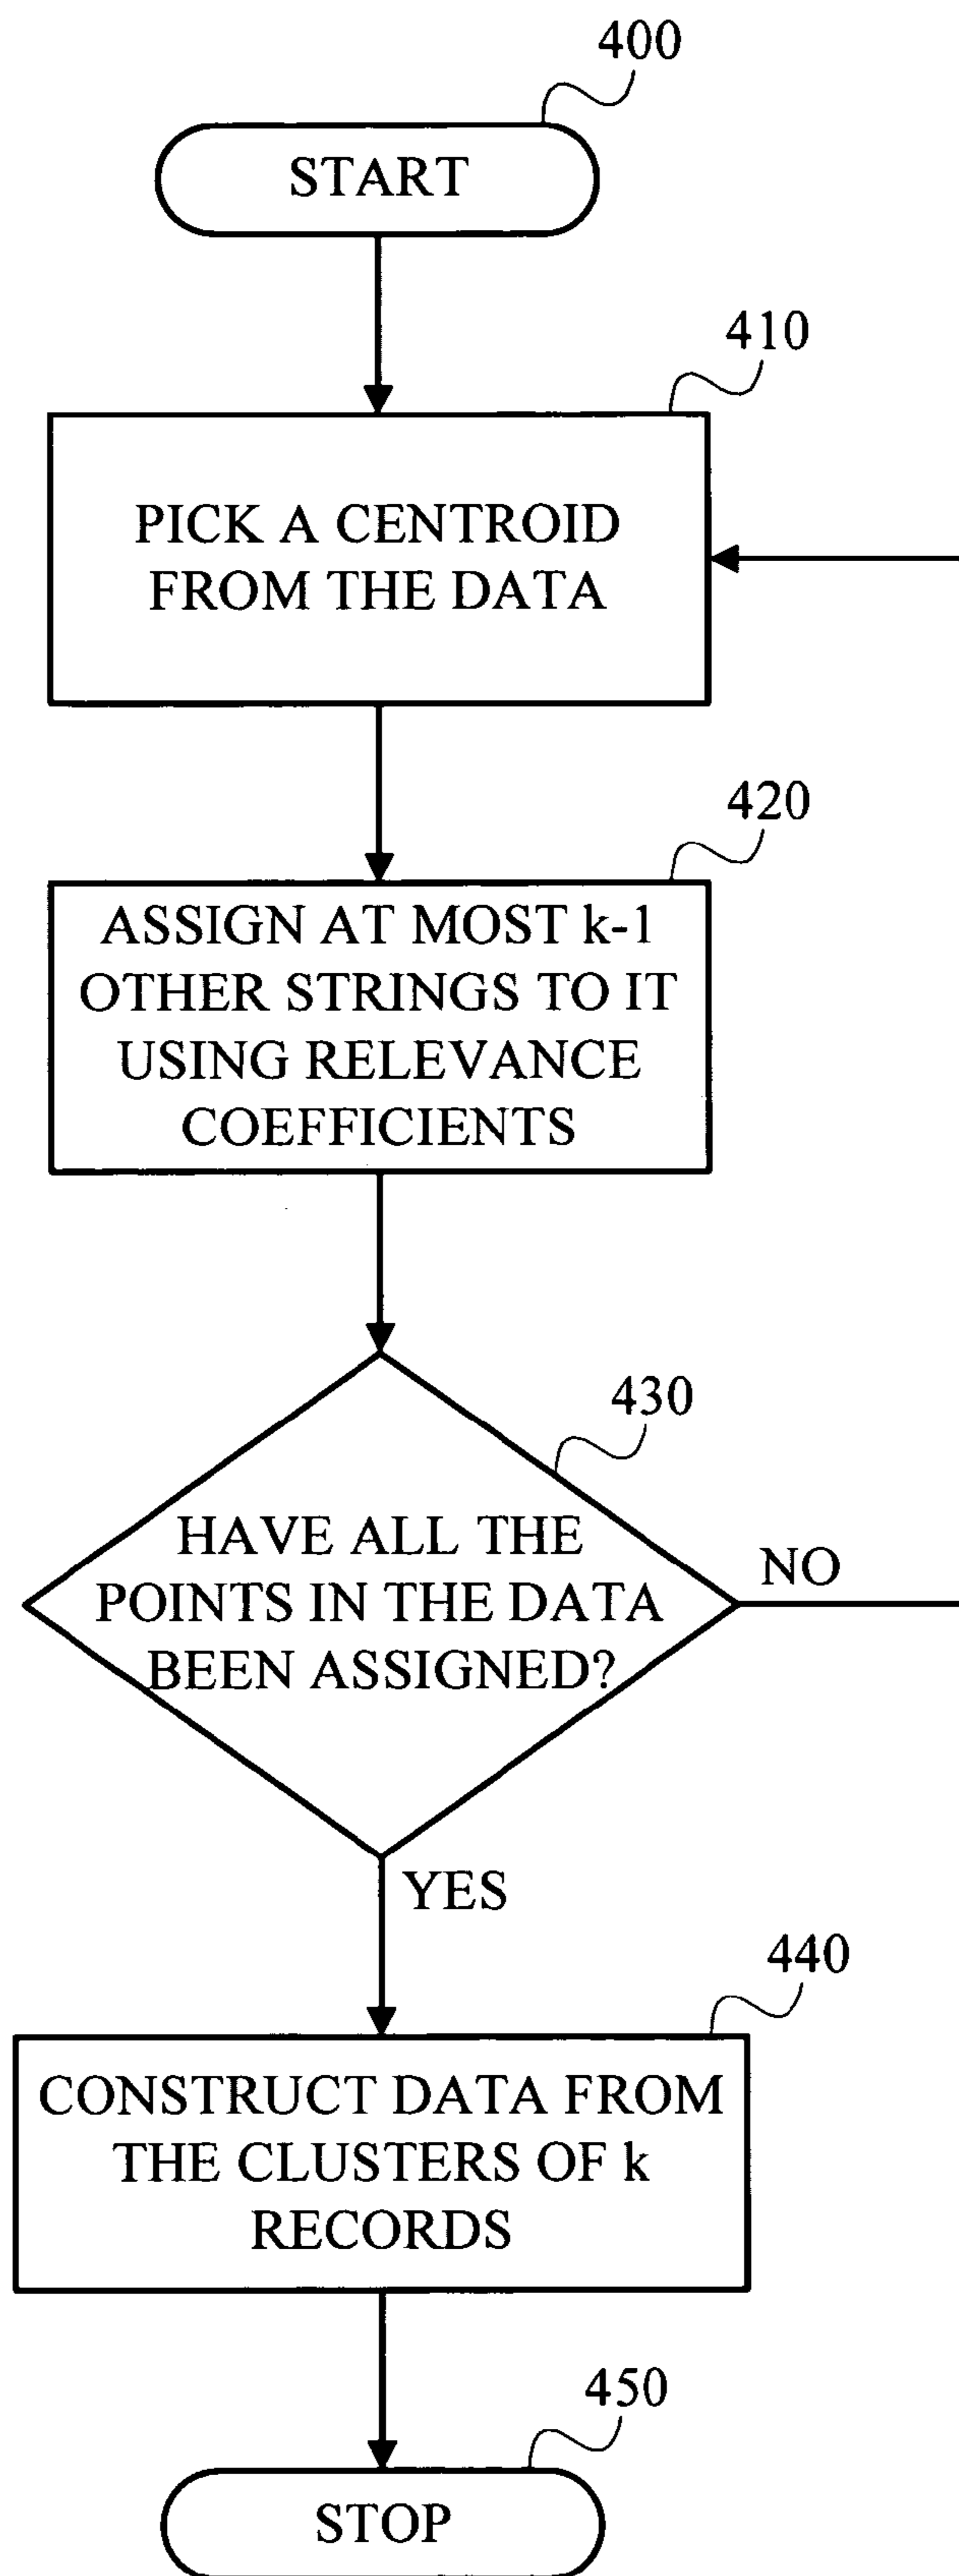 400
START
410
PICK A CENTROID
FROM THE DATA
420
ASSIGN AT MOST k-1
OTHER STRINGS TO IT
USING RELEVANCE
COEFFICIENTS
430
HAVE ALL THE
POINTS IN THE DATA
BEEN ASSIGNED?
NO
YES
440
CONSTRUCT DATA FROM
THE CLUSTERS OF k
RECORDS
450
STOP